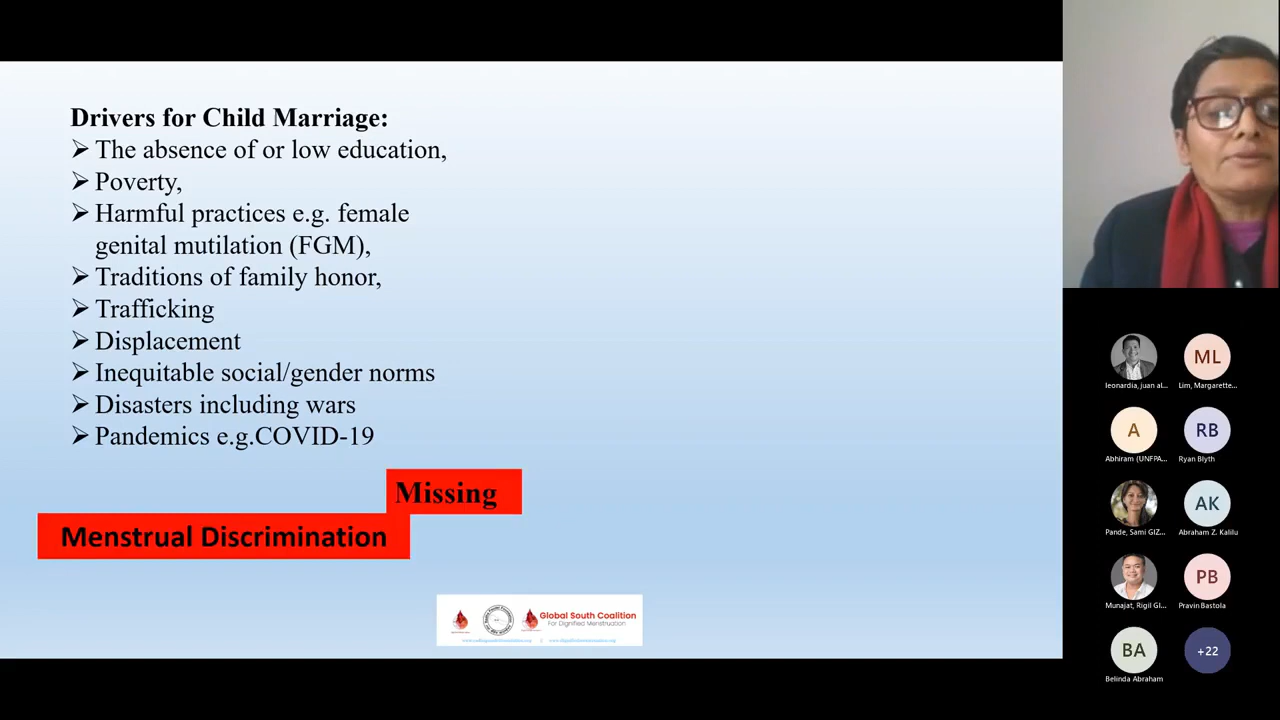 Drivers for Child Marriage:
➢ The absence of or low education,
➢ Poverty,
➢ Harmful practices e.g. female
genital mutilation (FGM),
➢ Traditions of family honor,
➢ Trafficking
➢ Displacement
➢ Inequitable social/gender norms
➢ Disasters including wars
➢ Pandemics e.g.COVID-19
Missing
Menstrual Discrimination
Global South Coalition
For Dignified Menstruation
leonardia, juan al...
ML
Lim, Margarette...
A
Abhiram (UNFPA...
RB
Ryan Blyth
Pande, Sami GIZ...
AK
Abraham Z. Kalilu
Munajat, Rigil GI...
PB
Pravin Bastola
BA
Belinda Abraham
+22